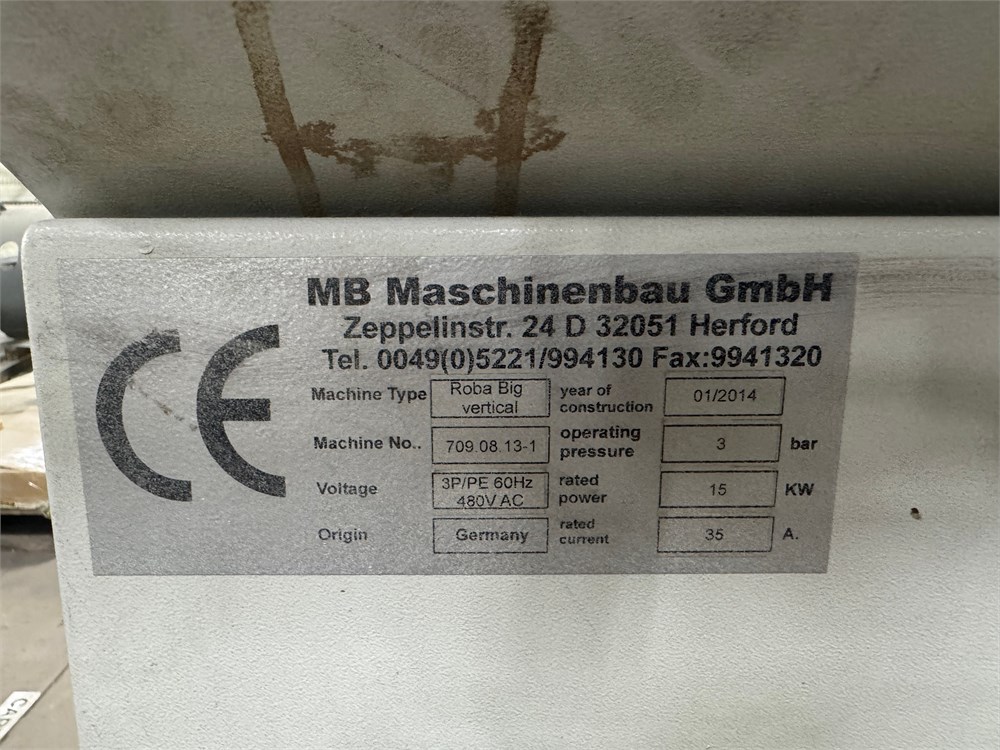 CE
MB Maschinenbau GmbH
Zeppelinstr. 24 D 32051 Herford
Tel. 0049(0)5221/994130 Fax:9941320
Machine Type Roba Big vertical year of construction 01/2014
Machine No.. 709.08.13-1 operating pressure 3 bar
Voltage 3P/PE 60Hz 480V AC rated power 15 KW
Origin Germany rated current 35 A.